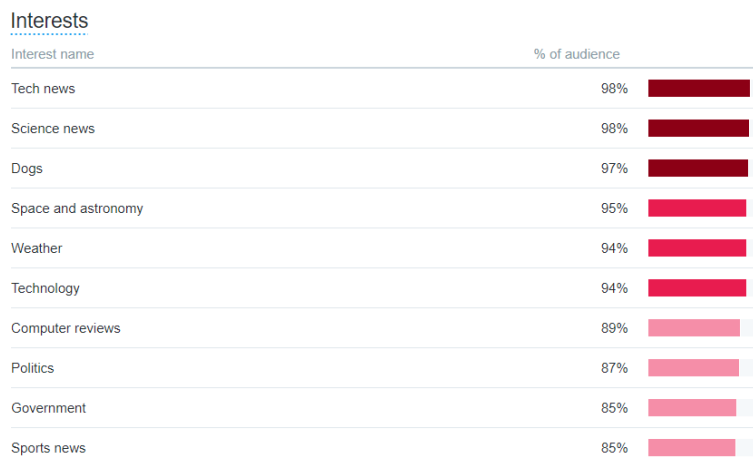 Interests
Interest name % of audience
Tech news 98%
Science news 98%
Dogs 97%
Space and astronomy 95%
Weather 94%
Technology 94%
Computer reviews 89%
Politics 87%
Government 85%
Sports news 85%